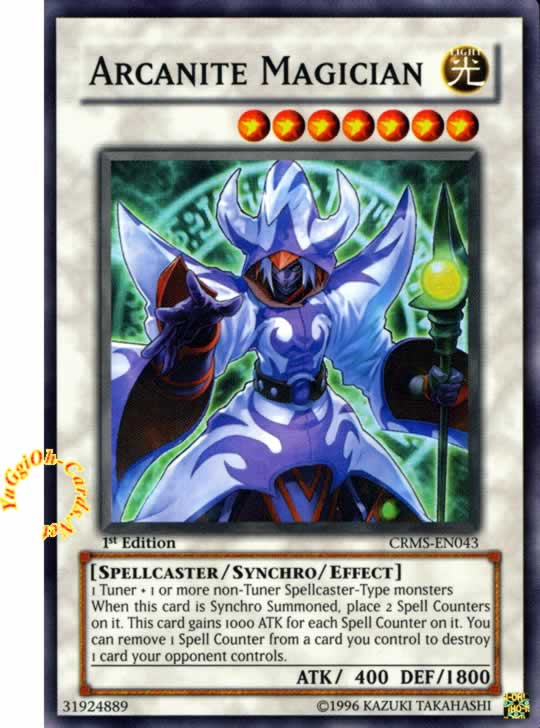 ARCANITE MAGICIAN
LIGHT
光
YuGgiOh-Cards.Net
1st Edition
CRMS-EN043
[SPELLCASTER/SYNCHRO/EFFECT]
1 Tuner + 1 or more non-Tuner Spellcaster-Type monsters
When this card is Synchro Summoned, place 2 Spell Counters
on it. This card gains 1000 ATK for each Spell Counter on it. You
can remove 1 Spell Counter from a card you control to destroy
1 card your opponent controls.
ATK/ 400 DEF/1800
31924889
©1996 KAZUKI TAKAHASHI